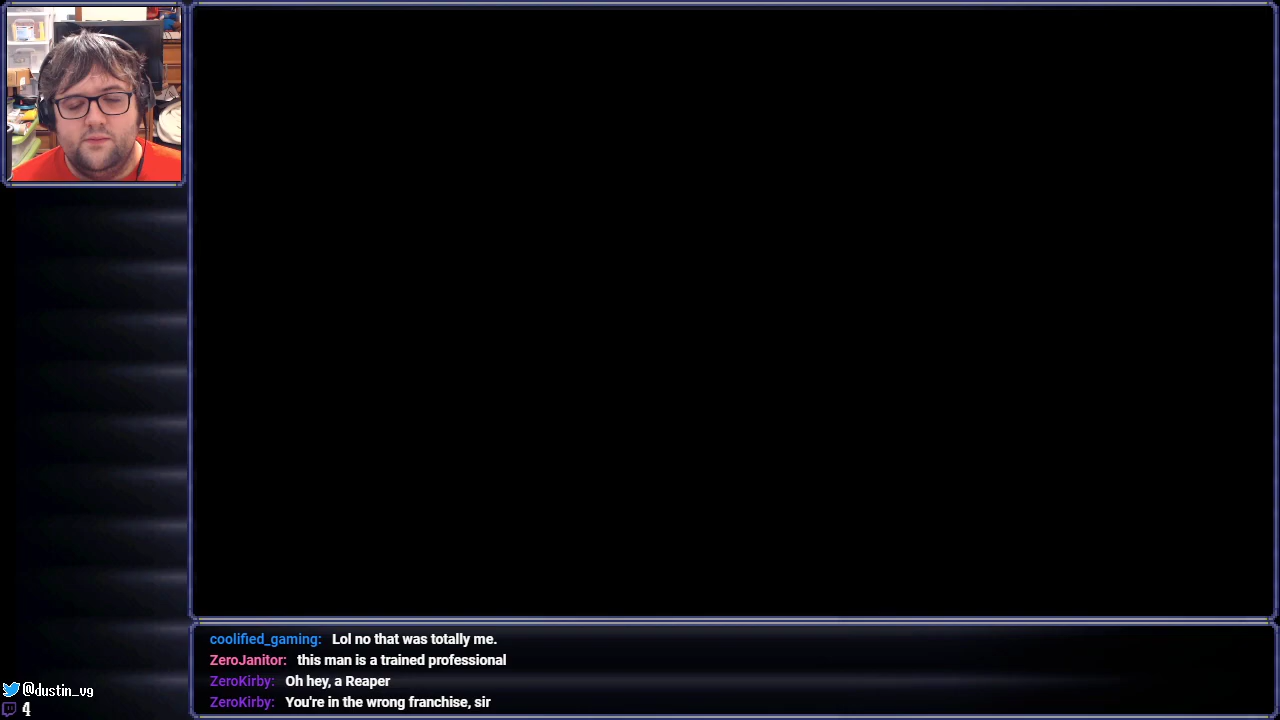 coolified_gaming: Lol no that was totally me.
ZeroJanitor: this man is a trained professional
ZeroKirby: Oh hey, a Reaper
ZeroKirby: You're in the wrong franchise, sir
@dustin_vg
4